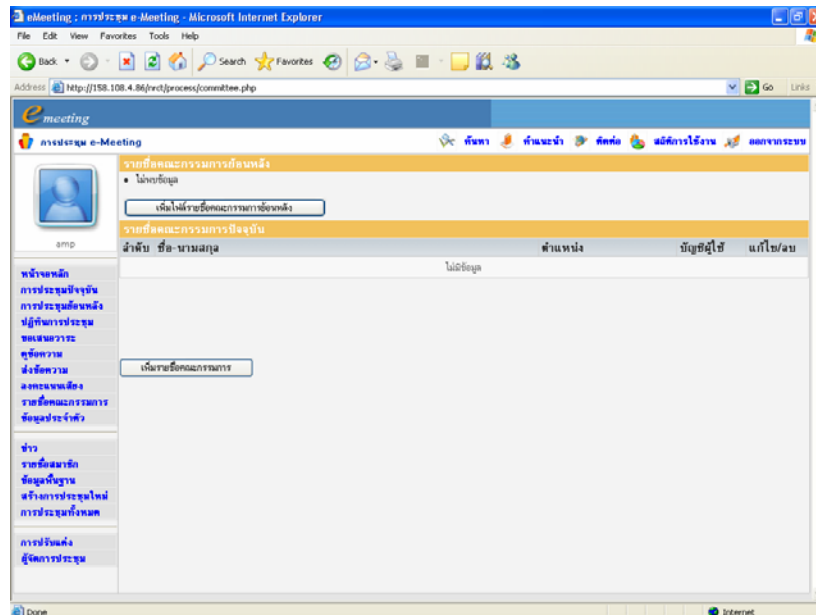 eMeeting : การประชุม e-Meeting - Microsoft Internet Explorer
File Edit View Favorites Tools Help
Back Search Favorites
Address http://158.108.4.86/nrct/process/committee.php Go Links
emeeting
การประชุม e-Meeting ค้นหา คำแนะนำ ติดต่อ สถิติการใช้งาน ออกจากระบบ
รายชื่อคณะกรรมการย้อนหลัง
ไม่พบข้อมูล
เพิ่มไฟล์รายชื่อคณะกรรมการย้อนหลัง
รายชื่อคณะกรรมการปัจจุบัน
amp
ลำดับ ชื่อ-นามสกุล ตำแหน่ง บัญชีผู้ใช้ แก้ไข/ลบ
ไม่มีข้อมูล
หน้าจอหลัก
การประชุมปัจจุบัน
การประชุมย้อนหลัง
ปฏิทินการประชุม
ขอเสนอวาระ
ดูข้อความ
ส่งข้อความ
ลงคะแนนเสียง
รายชื่อคณะกรรมการ
ข้อมูลประจำตัว
เพิ่มรายชื่อคณะกรรมการ
ข่าว
รายชื่อสมาชิก
ข้อมูลพื้นฐาน
สร้างการประชุมใหม่
การประชุมทั้งหมด
การปรับแต่ง
ผู้จัดการประชุม
Done Internet